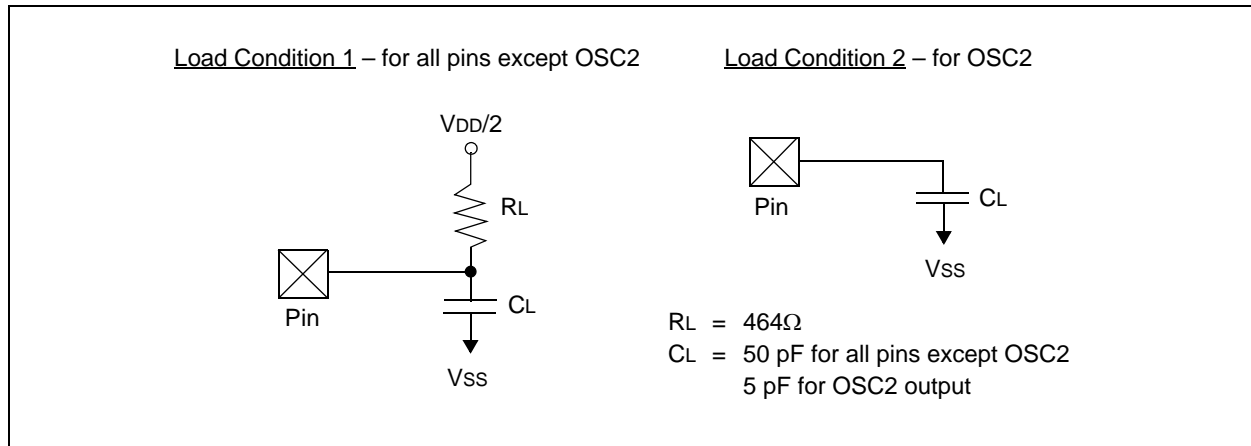 Load Condition 1 – for all pins except OSC2
Load Condition 2 – for OSC2
VDD/2
RL
Pin
CL
VSS
Pin
CL
VSS
RL = 464Ω
CL = 50 pF for all pins except OSC2
5 pF for OSC2 output